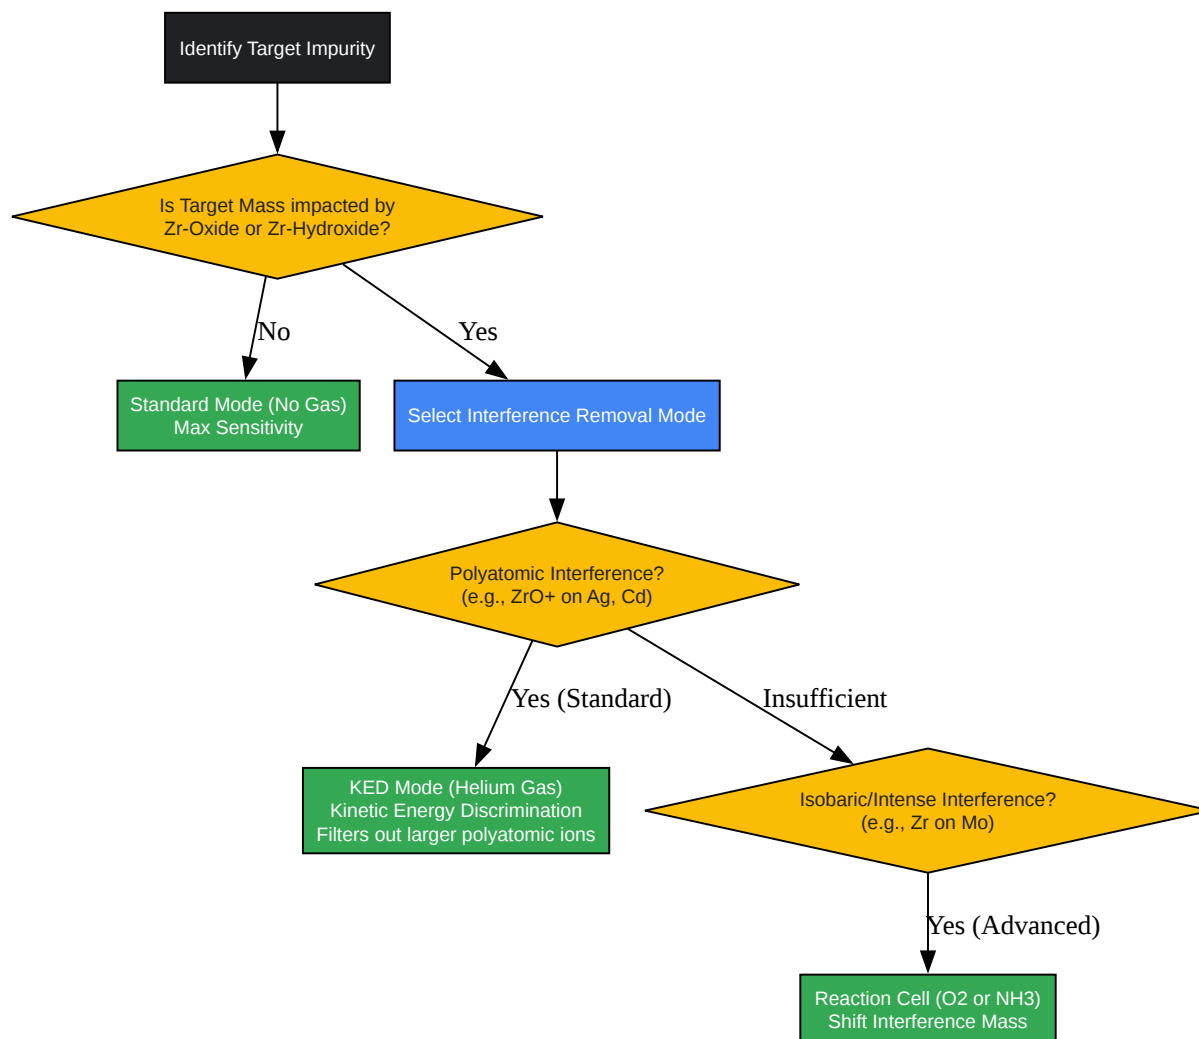 Identify Target Impurity
Is Target Mass impacted by
Zr-Oxide or Zr-Hydroxide?
No
Yes
Standard Mode (No Gas)
Max Sensitivity
Select Interference Removal Mode
Polyatomic Interference?
(e.g., ZrO+ on Ag, Cd)
Yes (Standard)
Insufficient
KED Mode (Helium Gas)
Kinetic Energy Discrimination
Filters out larger polyatomic ions
Isobaric/Intense Interference?
(e.g., Zr on Mo)
Yes (Advanced)
Reaction Cell (O2 or NH3)
Shift Interference Mass